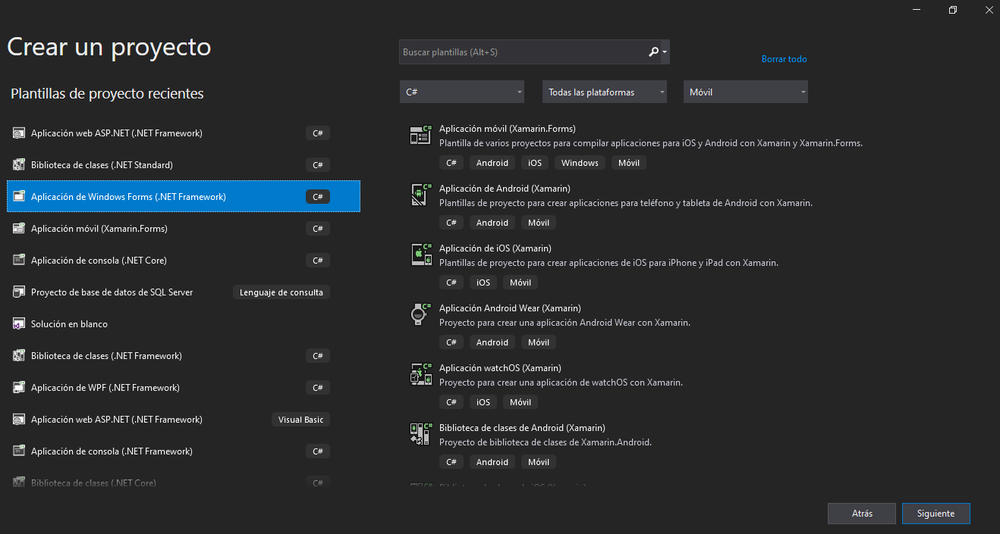 Crear un proyecto
Plantillas de proyecto recientes
Aplicación web ASP.NET (.NET Framework) C#
Biblioteca de clases (.NET Standard) C#
Aplicación de Windows Forms (.NET Framework) C#
Aplicación móvil (Xamarin.Forms) C#
Aplicación de consola (.NET Core) C#
Proyecto de base de datos de SQL Server Lenguaje de consulta
Solución en blanco
Biblioteca de clases (.NET Framework) C#
Aplicación de WPF (.NET Framework) C#
Aplicación web ASP.NET (.NET Framework) Visual Basic
Aplicación de consola (.NET Framework) C#
Biblioteca de clases (.NET Core) C#
Buscar plantillas (Alt+S)
Borrar todo
C# Todas las plataformas Móvil
Aplicación móvil (Xamarin.Forms)
Plantilla de varios proyectos para compilar aplicaciones para iOS y Android con Xamarin y Xamarin.Forms.
C# Android iOS Windows Móvil
Aplicación de Android (Xamarin)
Plantillas de proyecto para crear aplicaciones para teléfono y tableta de Android con Xamarin.
C# Android Móvil
Aplicación de iOS (Xamarin)
Plantillas de proyecto para crear aplicaciones de iOS para iPhone y iPad con Xamarin.
C# iOS Móvil
Aplicación Android Wear (Xamarin)
Proyecto para crear una aplicación Android Wear con Xamarin.
C# Android Móvil
Aplicación watchOS (Xamarin)
Proyecto para crear una aplicación de watchOS con Xamarin.
C# iOS Móvil
Biblioteca de clases de Android (Xamarin)
Proyecto de biblioteca de clases de Xamarin.Android.
C# Android Móvil
Atrás Siguiente